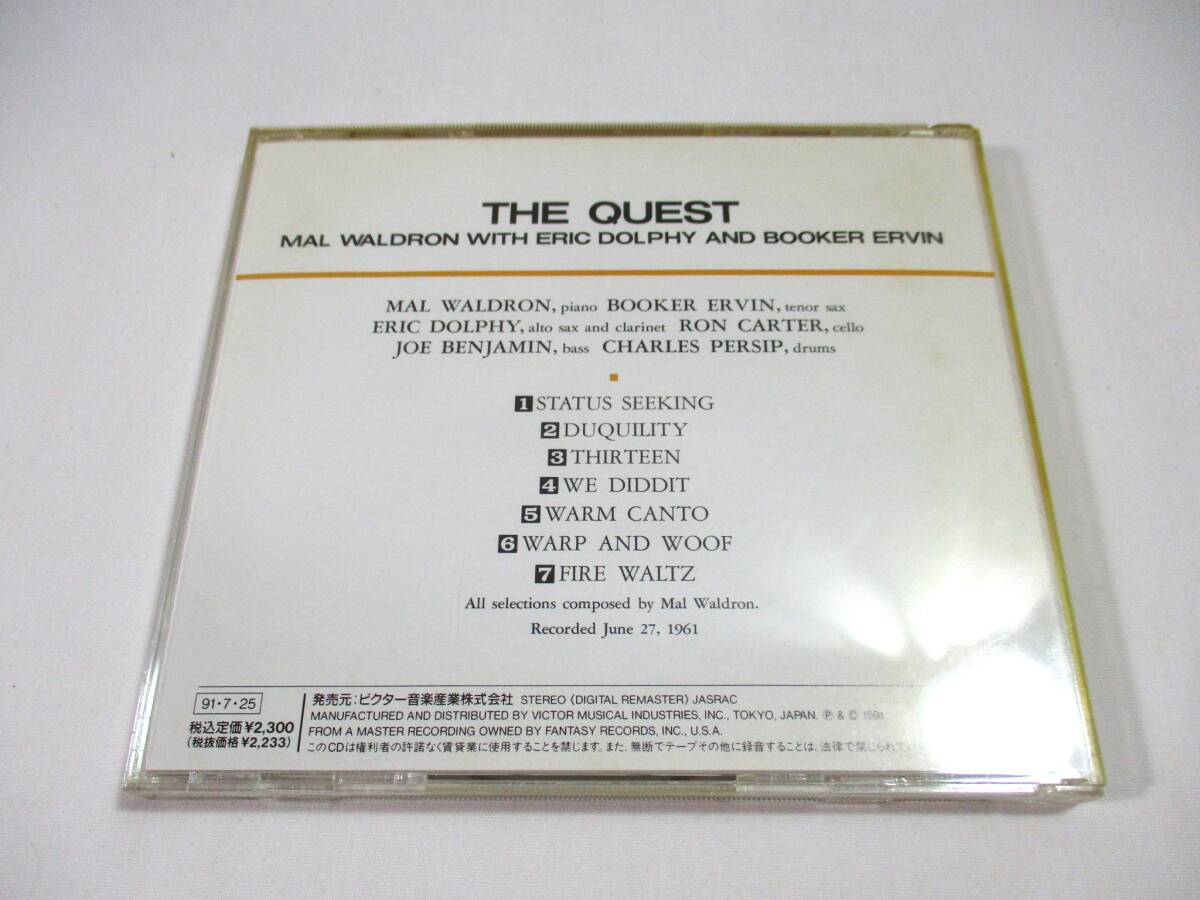 THE QUEST
MAL WALDRON WITH ERIC DOLPHY AND BOOKER ERVIN
MAL WALDRON, piano BOOKER ERVIN, tenor sax
ERIC DOLPHY, alto sax and clarinet RON CARTER, cello
JOE BENJAMIN, bass CHARLES PERSIP, drums
1 STATUS SEEKING
2 DUQUILITY
3 THIRTEEN
4 WE DIDDIT
5 WARM CANTO
6 WARP AND WOOF
7 FIRE WALTZ
All selections composed by Mal Waldron.
Recorded June 27, 1961
91・7・25
税込定価¥2,300
(税抜価格¥2,233)
発売元:ビクター音楽産業株式会社 STEREO 〈DIGITAL REMASTER〉 JASRAC
MANUFACTURED AND DISTRIBUTED BY VICTOR MUSICAL INDUSTRIES, INC., TOKYO, JAPAN. Ⓟ & © 1991
FROM A MASTER RECORDING OWNED BY FANTASY RECORDS, INC., U.S.A.
このCDは権利者の許諾なく賃貸業に使用することを禁じます。また、無断でテープその他に録音することは、法律で禁じられてい